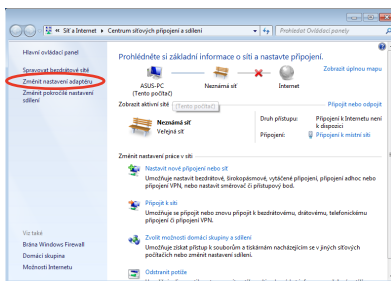 « Síť a Internet ▸ Centrum síťových připojení a sdílení
Prohledat Ovládací panely
Hlavní ovládací panel
Spravovat bezdrátové sítě
Změnit nastavení adaptéru
Změnit pokročilé nastavení
sdílení
Viz také
Brána Windows Firewall
Domácí skupina
Možnosti Internetu
Prohlédněte si základní informace o síti a nastavte připojení.
Zobrazit úplnou mapu
ASUS-PC
(Tento počítač)
Neznámá síť
Internet
Zobrazit aktivní sítě
(Tento počítač)
Připojit nebo odpojit
Neznámá síť
Veřejná síť
Druh přístupu:
Připojení k Internetu není
k dispozici
Připojení:
Připojení k místní síti
Změnit nastavení práce v síti
Nastavit nové připojení nebo síť
Umožňuje nastavit bezdrátové, širokopásmové, vytáčené připojení, připojení adhoc nebo
připojení VPN, nebo nastavit směrovač či přístupový bod.
Připojit k síti
Umožňuje se připojit nebo znovu připojit k bezdrátovému, drátovému, telefonickému
připojení či připojení VPN.
Zvolit možnosti domácí skupiny a sdílení
Umožňuje získat přístup k souborům a tiskárnám nacházejícím se v jiných síťových
počítačích nebo změnit nastavení sdílení.
Odstranit potíže